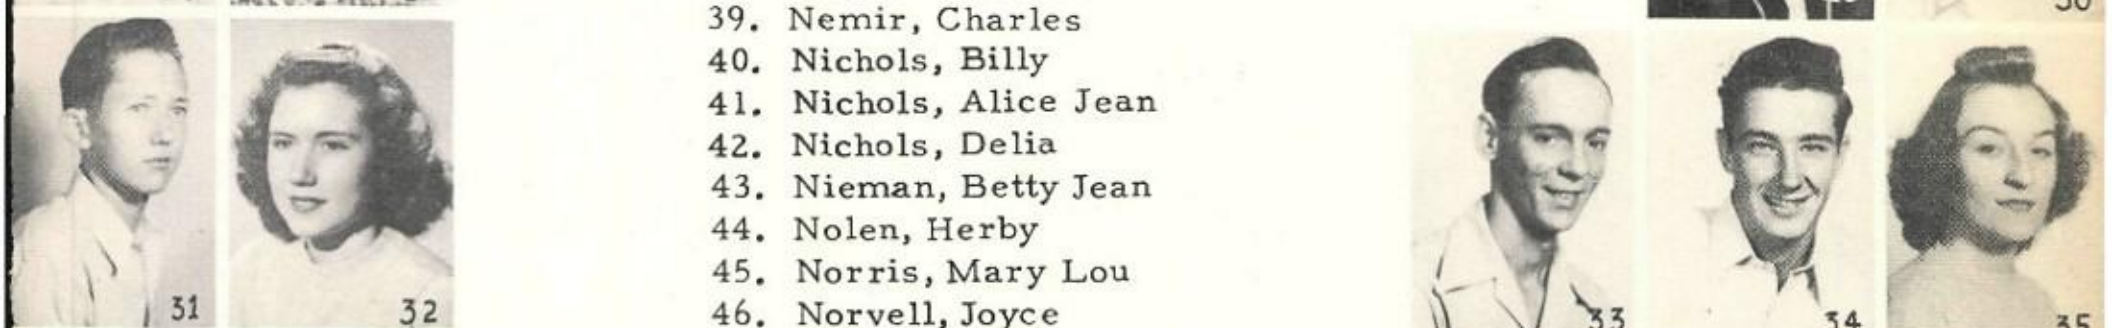 39. Nemir, Charles
40. Nichols, Billy
41. Nichols, Alice Jean
42. Nichols, Delia
43. Nieman, Betty Jean
44. Nolen, Herby
45. Norris, Mary Lou
46. Norvell, Joyce
31
32
33
34
35